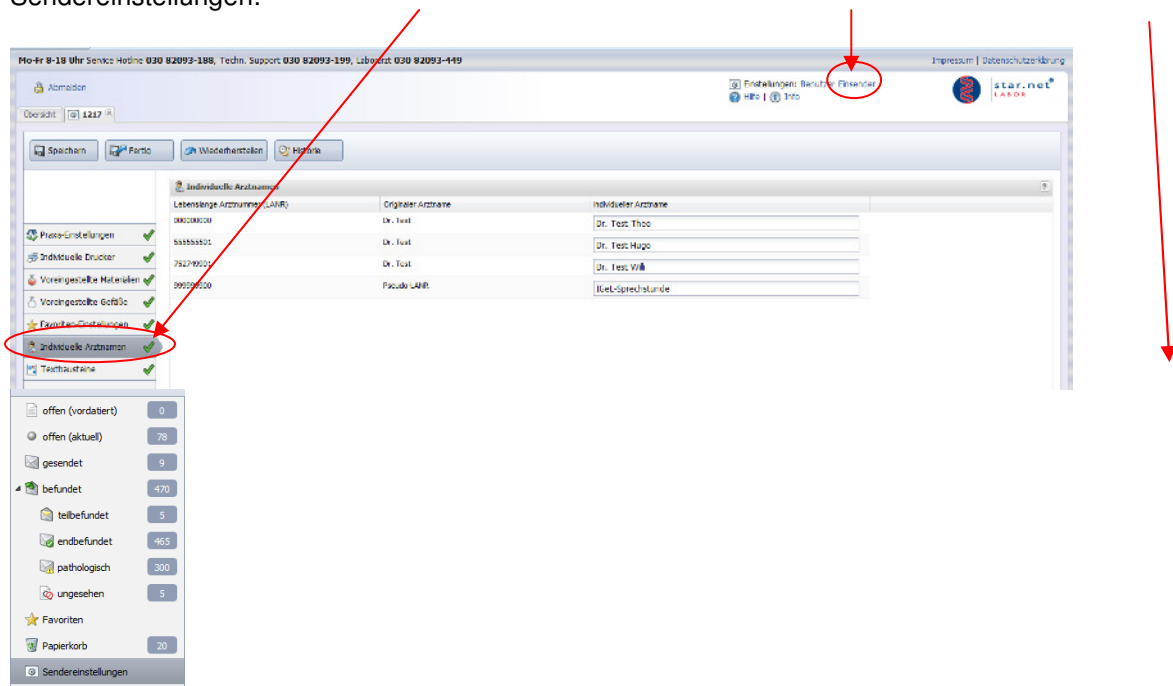 Sendereinstellungen:
Mo-Fr 8-18 Uhr Service Hotline 030 82093-188, Techn. Support 030 82093-199, Laborarzt 030 82093-449
Impressum | Datenschutzerklärung
Abmelden
Einstellungen: Benutzer Einsender
Hilfe | Info
star.net®
LABOR
Übersicht
1217
Speichern
Fertig
Wiederherstellen
Historie
Individuelle Arztnamen
Lebenslange Arztnummer (LANR)
Originaler Arztname
Individueller Arztname
000000000
Dr. Test
Dr. Test Theo
555555501
Dr. Test
Dr. Test Hugo
752749901
Dr. Test
Dr. Test Willi
999999900
Pseudo LANR
IGeL-Sprechstunde
Praxis-Einstellungen
Individuelle Drucker
Voreingestellte Materialien
Voreingestellte Gefäße
Favoriten-Einstellungen
Individuelle Arztnamen
Textbausteine
offen (vordatiert) 0
offen (aktuell) 78
gesendet 9
befundet 470
teilbefundet 5
endbefundet 465
pathologisch 300
ungesehen 5
Favoriten
Papierkorb 20
Sendereinstellungen